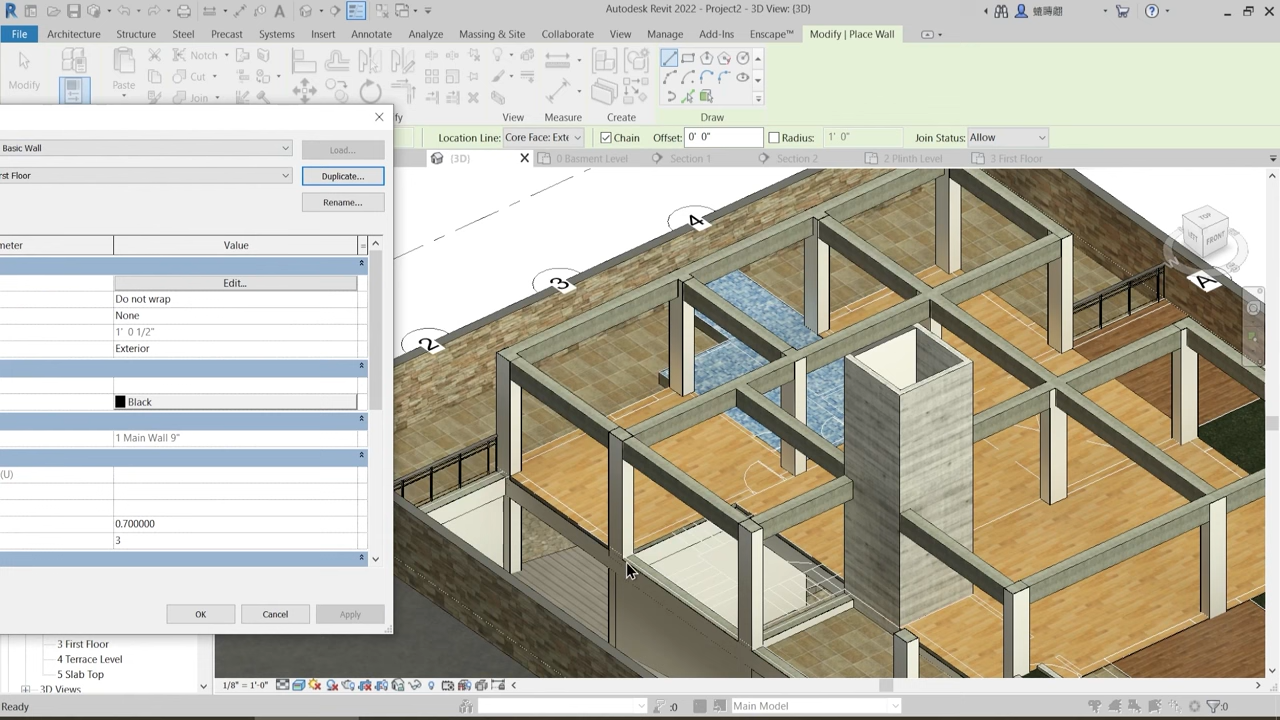 Autodesk Revit 2022 - Project2 - 3D View: {3D}
File Architecture Structure Steel Precast Systems Insert Annotate Analyze Massing & Site Collaborate View Manage Add-Ins Enscape™ Modify | Place Wall
Modify Paste Notch Cut Join
View Measure Create Draw
Location Line: Core Face: Exte Chain Offset: 0' 0" Radius: 1' 0" Join Status: Allow
{3D} 0 Basment Level Section 1 Section 2 2 Plinth Level 3 First Floor
Basic Wall Load...
rst Floor Duplicate...
Rename...
meter Value =
Edit...
Do not wrap
None
1' 0 1/2"
Exterior
Black
1 Main Wall 9"
(U)
0.700000
3
OK Cancel Apply
4
3
2
A
TOP
FRONT
3 First Floor
4 Terrace Level
5 Slab Top
3D Views
1/8" = 1'-0"
Ready :0 Main Model :0